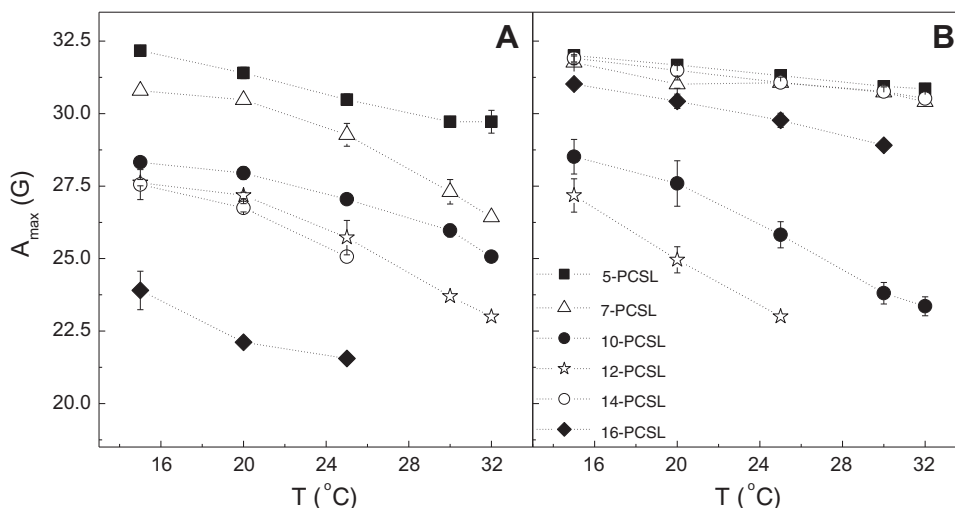 A
B
32.5
30.0
27.5
25.0
22.5
20.0
A_max (G)
5-PCSL
7-PCSL
10-PCSL
12-PCSL
14-PCSL
16-PCSL
16 20 24 28 32
16 20 24 28 32
T (°C)
T (°C)